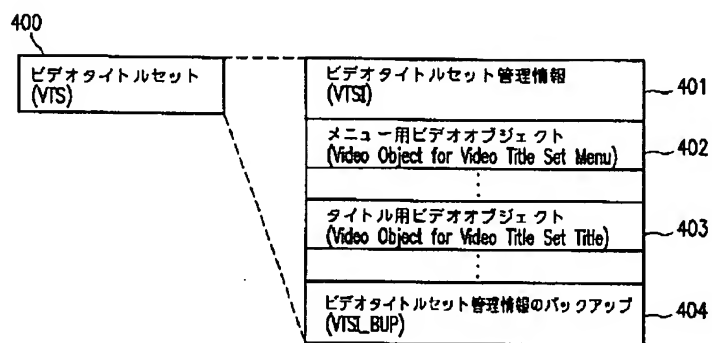 400
ビデオタイトルセット
(VTS)
ビデオタイトルセット管理情報
(VTSI)
401
メニュー用ビデオオブジェクト
(Video Object for Video Title Set Menu)
402
タイトル用ビデオオブジェクト
(Video Object for Video Title Set Title)
403
ビデオタイトルセット管理情報のバックアップ
(VTSI_BUP)
404